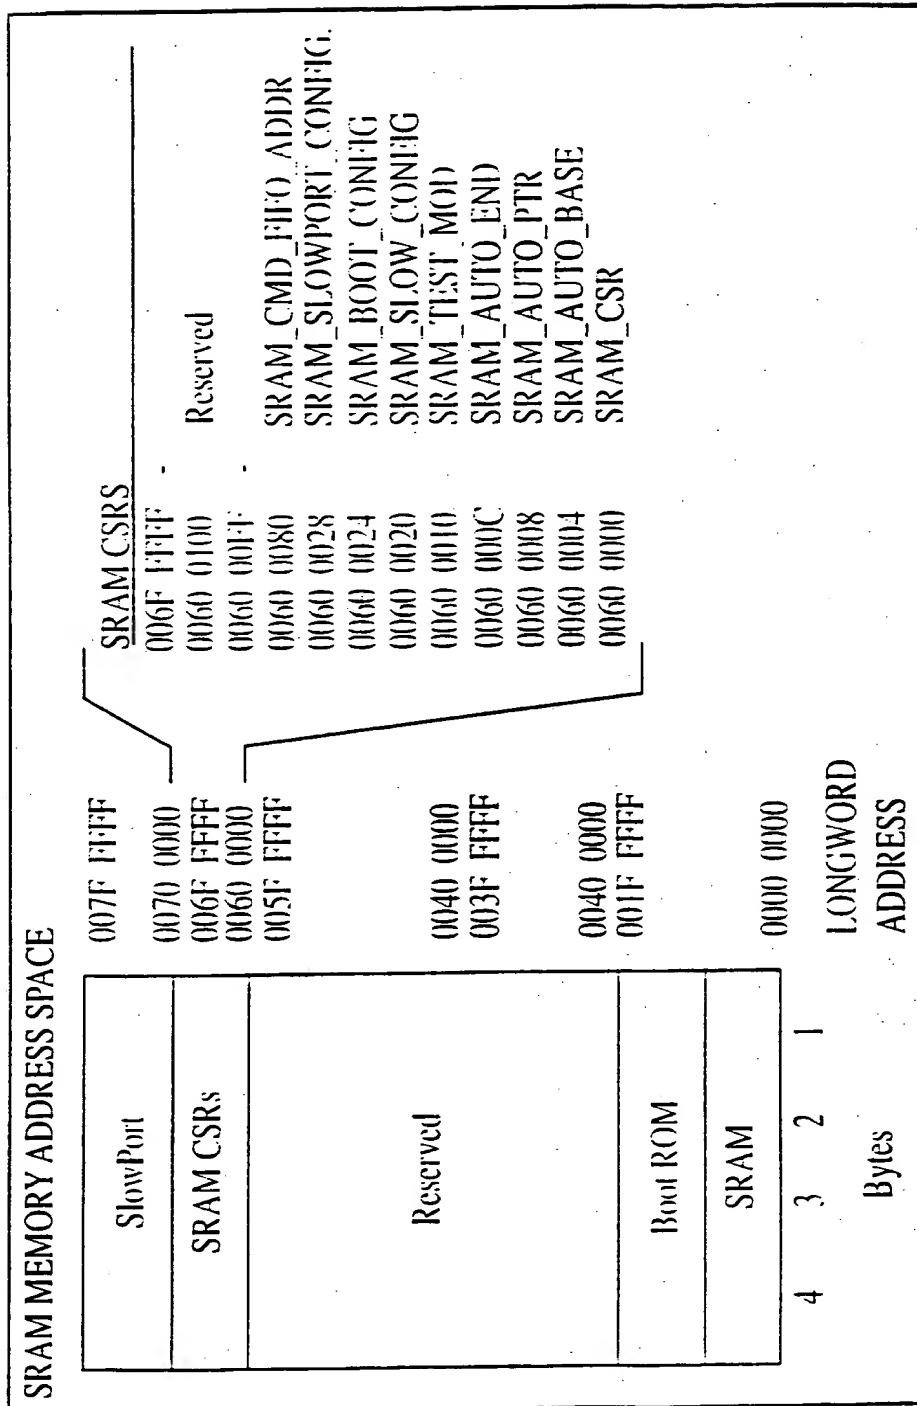 SRAM MEMORY ADDRESS SPACE
SlowPort
SRAM CSRs
Reserved
Boot ROM
SRAM
4 3 2 1
Bytes
007F FFFF
0070 0000
006F FFFF
0060 0000
005F FFFF
0040 0000
003F FFFF
0040 0000
001F FFFF
0000 0000
LONGWORD
ADDRESS
SRAM CSRS
006F FFFF -
0060 0100 Reserved
0060 00FF -
0060 0080 SRAM_CMD_FIFO_ADDR
0060 0028 SRAM_SLOWPORT_CONFIG.
0060 0024 SRAM_BOOT_CONFIG
0060 0020 SRAM_SLOW_CONFIG
0060 0010 SRAM_TEST_MOD
0060 000C SRAM_AUTO_END
0060 0008 SRAM_AUTO_PTR
0060 0004 SRAM_AUTO_BASE
0060 0000 SRAM_CSR